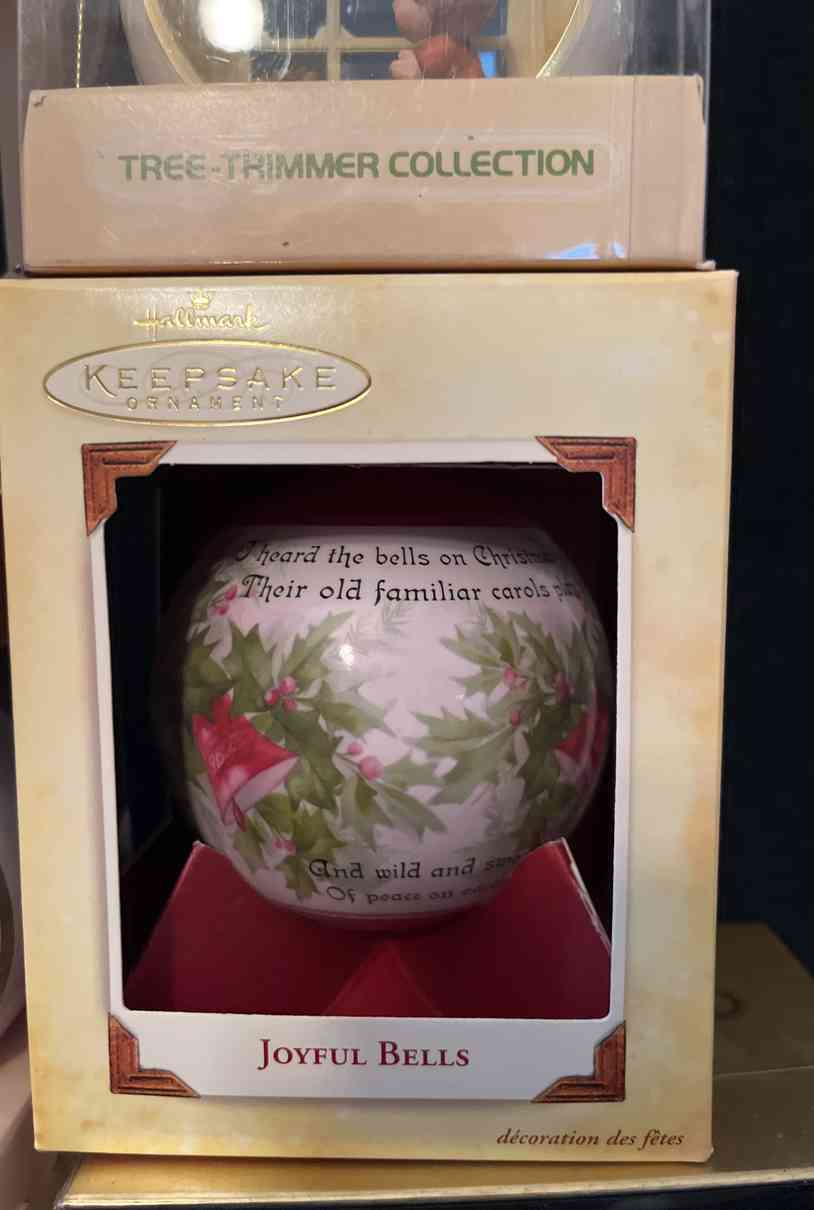 TREE-TRIMMER COLLECTION
Hallmark
KEEPSAKE
ORNAMENT
I heard the bells on
Their old familiar carols
And wild and
Of peace on
JOYFUL BELLS
décoration des fêtes